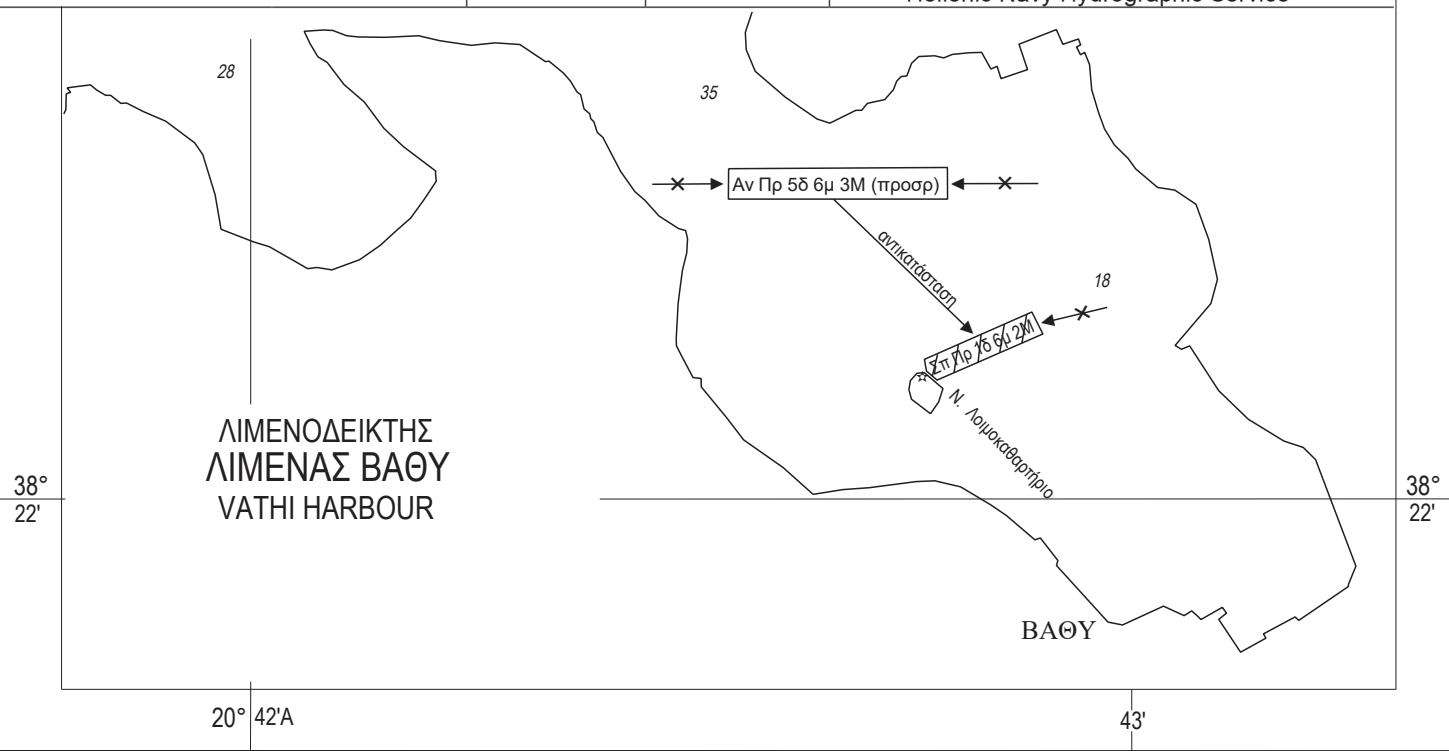 Hellenic Navy Hydrographic Service
28
35
Αν Πρ 5δ 6μ 3Μ (προσρ)
αντικατάσταση
18
Σπ Πρ 1δ 6μ 2Μ
Ν. Λοιμοκαθαρτήριο
ΛΙΜΕΝΟΔΕΙΚΤΗΣ
ΛΙΜΕΝΑΣ ΒΑΘΥ
VATHI HARBOUR
38°
22'
38°
22'
ΒΑΘΥ
20° 42'Α
43'